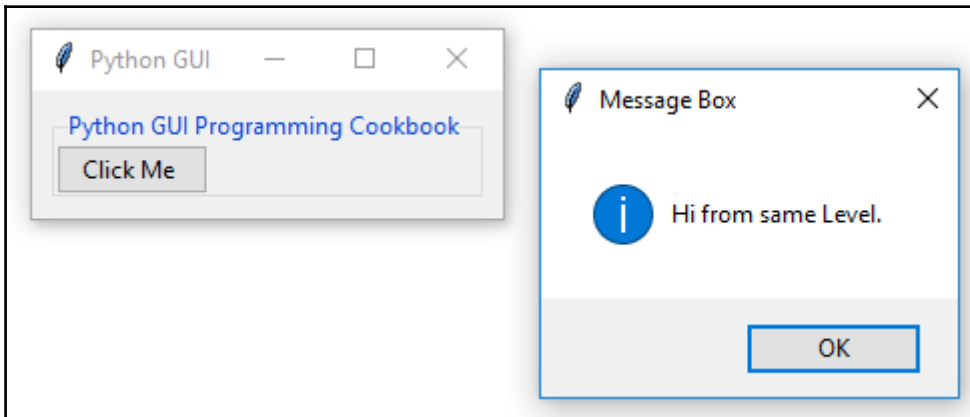 Python GUI
Python GUI Programming Cookbook
Click Me
Message Box
i
Hi from same Level.
OK